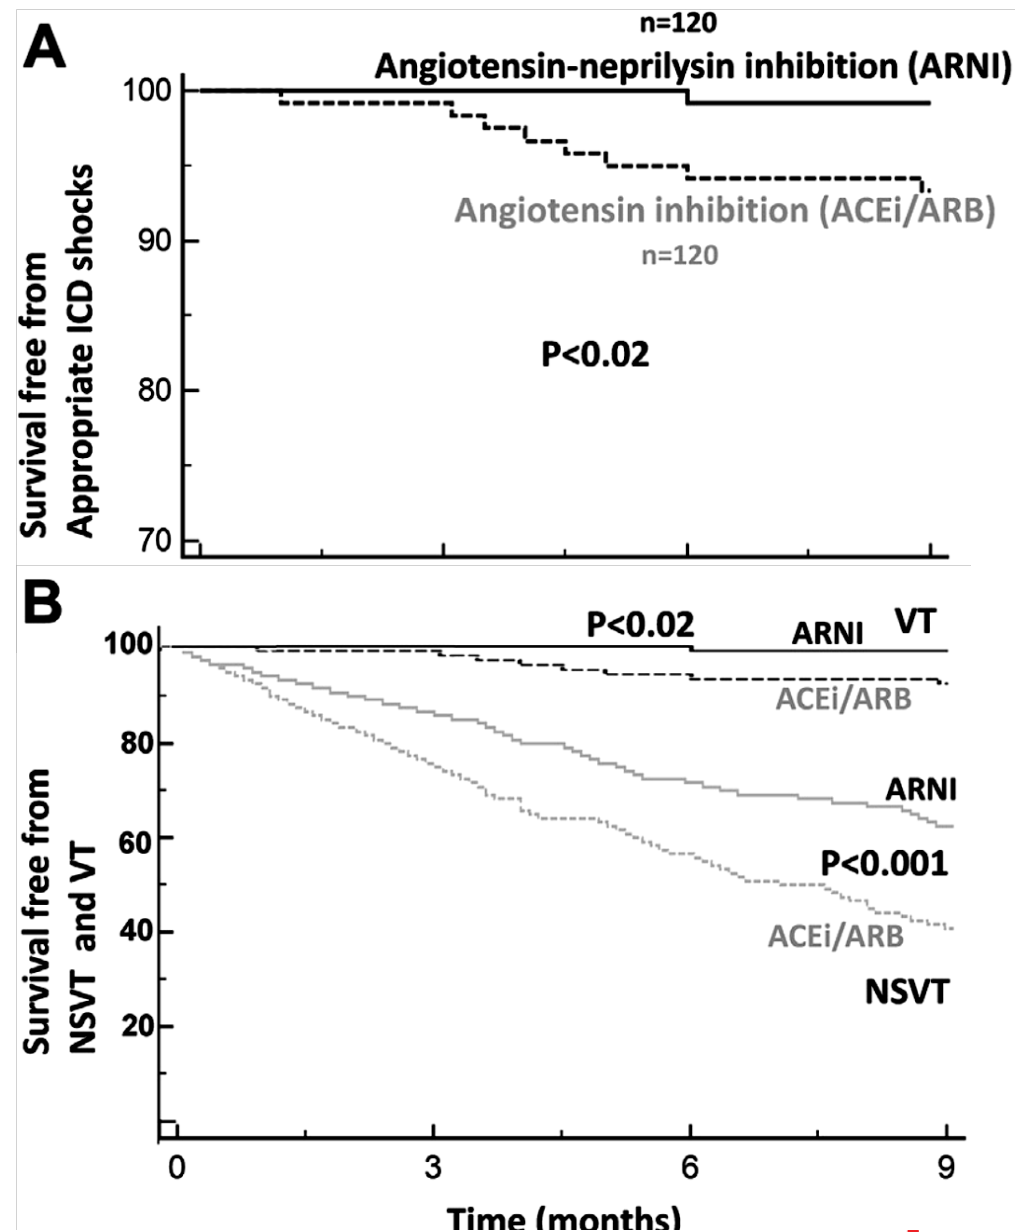 A
n=120
Angiotensin-neprilysin inhibition (ARNI)
100
Angiotensin inhibition (ACEi/ARB)
90
n=120
P<0.02
80
70
Survival free from
Appropriate ICD shocks
B
100
P<0.02
ARNI
VT
ACEi/ARB
80
ARNI
60
P<0.001
40
ACEi/ARB
NSVT
20
Survival free from
NSVT and VT
0 3 6 9
Time (months)